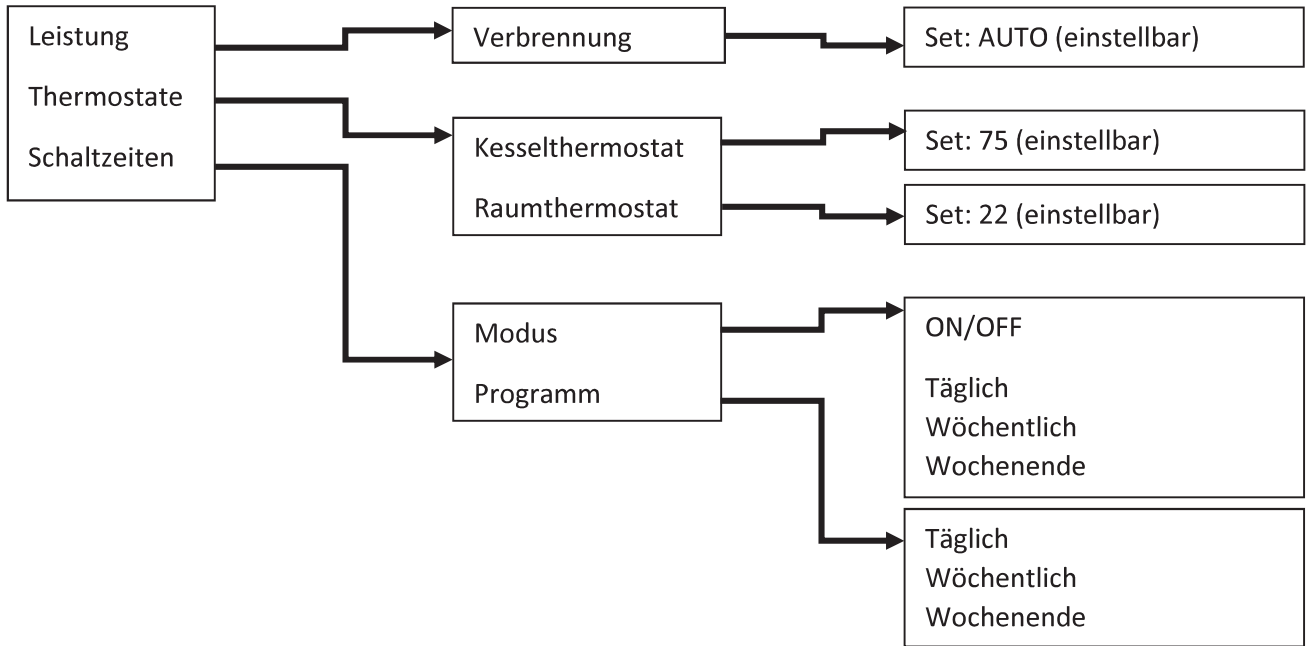 Leistung
Thermostate
Schaltzeiten
Verbrennung
Kesselthermostat
Raumthermostat
Modus
Programm
Set: AUTO (einstellbar)
Set: 75 (einstellbar)
Set: 22 (einstellbar)
ON/OFF
Täglich
Wöchentlich
Wochenende
Täglich
Wöchentlich
Wochenende